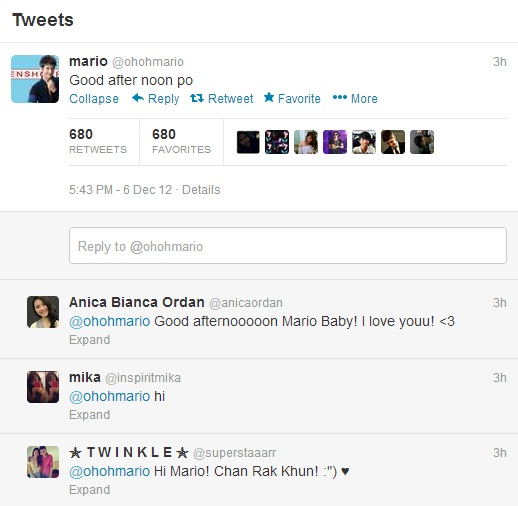 Tweets
mario @ohohmario 3h
Good after noon po
Collapse Reply Retweet Favorite More
680 680
RETWEETS FAVORITES
5:43 PM - 6 Dec 12 · Details
Reply to @ohohmario
Anica Bianca Ordan @anicaordan 3h
@ohohmario Good afternooooon Mario Baby! I love youu! <3
Expand
mika @inspiritmika 3h
@ohohmario hi
Expand
✯ T W I N K L E ✯ @superstaaarr 3h
@ohohmario Hi Mario! Chan Rak Khun! :") ♥
Expand